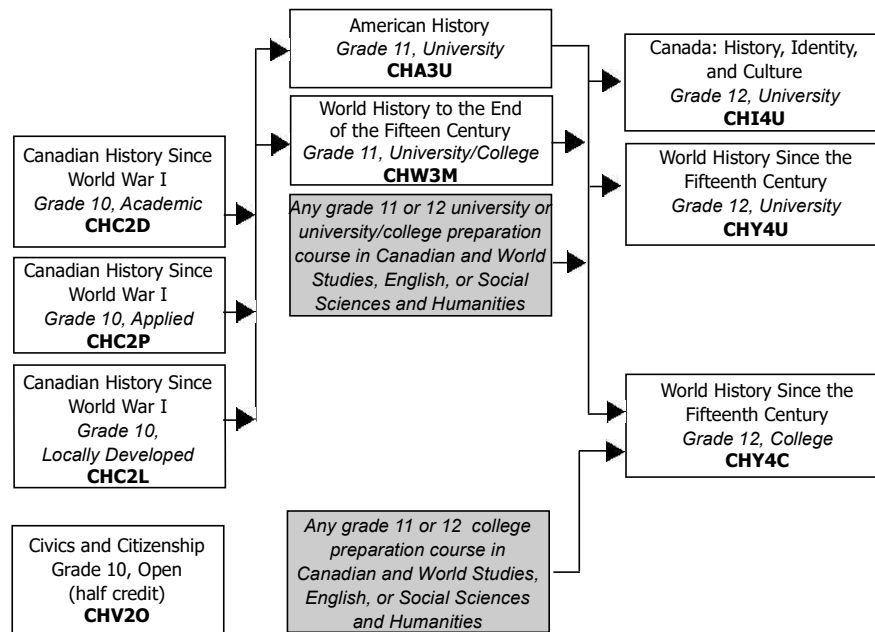 American History
Grade 11, University
CHA3U
World History to the End
of the Fifteen Century
Grade 11, University/College
CHW3M
Any grade 11 or 12 university or
university/college preparation
course in Canadian and World
Studies, English, or Social
Sciences and Humanities
Canadian History Since
World War I
Grade 10, Academic
CHC2D
Canadian History Since
World War I
Grade 10, Applied
CHC2P
Canadian History Since
World War I
Grade 10,
Locally Developed
CHC2L
Civics and Citizenship
Grade 10, Open
(half credit)
CHV2O
Any grade 11 or 12 college
preparation course in
Canadian and World Studies,
English, or Social Sciences
and Humanities
Canada: History, Identity,
and Culture
Grade 12, University
CHI4U
World History Since the
Fifteenth Century
Grade 12, University
CHY4U
World History Since the
Fifteenth Century
Grade 12, College
CHY4C